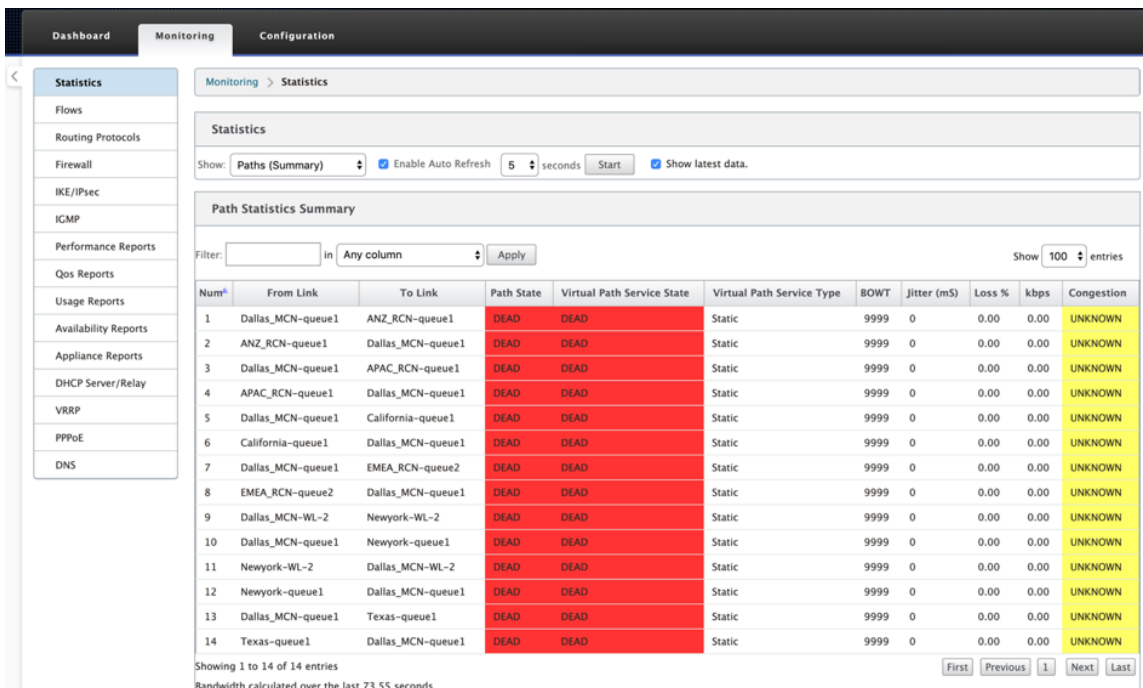 Dashboard Monitoring Configuration
Statistics
Flows
Routing Protocols
Firewall
IKE/IPsec
IGMP
Performance Reports
Qos Reports
Usage Reports
Availability Reports
Appliance Reports
DHCP Server/Relay
VRRP
PPPoE
DNS
Monitoring > Statistics
Statistics
Show: Paths (Summary) Enable Auto Refresh 5 seconds Start Show latest data.
Path Statistics Summary
Filter: in Any column Apply Show 100 entries
Num From Link To Link Path State Virtual Path Service State Virtual Path Service Type BOWT Jitter (mS) Loss % kbps Congestion
1 Dallas_MCN-queue1 ANZ_RCN-queue1 DEAD DEAD Static 9999 0 0.00 0.00 UNKNOWN
2 ANZ_RCN-queue1 Dallas_MCN-queue1 DEAD DEAD Static 9999 0 0.00 0.00 UNKNOWN
3 Dallas_MCN-queue1 APAC_RCN-queue1 DEAD DEAD Static 9999 0 0.00 0.00 UNKNOWN
4 APAC_RCN-queue1 Dallas_MCN-queue1 DEAD DEAD Static 9999 0 0.00 0.00 UNKNOWN
5 Dallas_MCN-queue1 California-queue1 DEAD DEAD Static 9999 0 0.00 0.00 UNKNOWN
6 California-queue1 Dallas_MCN-queue1 DEAD DEAD Static 9999 0 0.00 0.00 UNKNOWN
7 Dallas_MCN-queue1 EMEA_RCN-queue2 DEAD DEAD Static 9999 0 0.00 0.00 UNKNOWN
8 EMEA_RCN-queue2 Dallas_MCN-queue1 DEAD DEAD Static 9999 0 0.00 0.00 UNKNOWN
9 Dallas_MCN-WL-2 Newyork-WL-2 DEAD DEAD Static 9999 0 0.00 0.00 UNKNOWN
10 Dallas_MCN-queue1 Newyork-queue1 DEAD DEAD Static 9999 0 0.00 0.00 UNKNOWN
11 Newyork-WL-2 Dallas_MCN-WL-2 DEAD DEAD Static 9999 0 0.00 0.00 UNKNOWN
12 Newyork-queue1 Dallas_MCN-queue1 DEAD DEAD Static 9999 0 0.00 0.00 UNKNOWN
13 Dallas_MCN-queue1 Texas-queue1 DEAD DEAD Static 9999 0 0.00 0.00 UNKNOWN
14 Texas-queue1 Dallas_MCN-queue1 DEAD DEAD Static 9999 0 0.00 0.00 UNKNOWN
Showing 1 to 14 of 14 entries First Previous 1 Next Last
Bandwidth calculated over the last 73.55 seconds